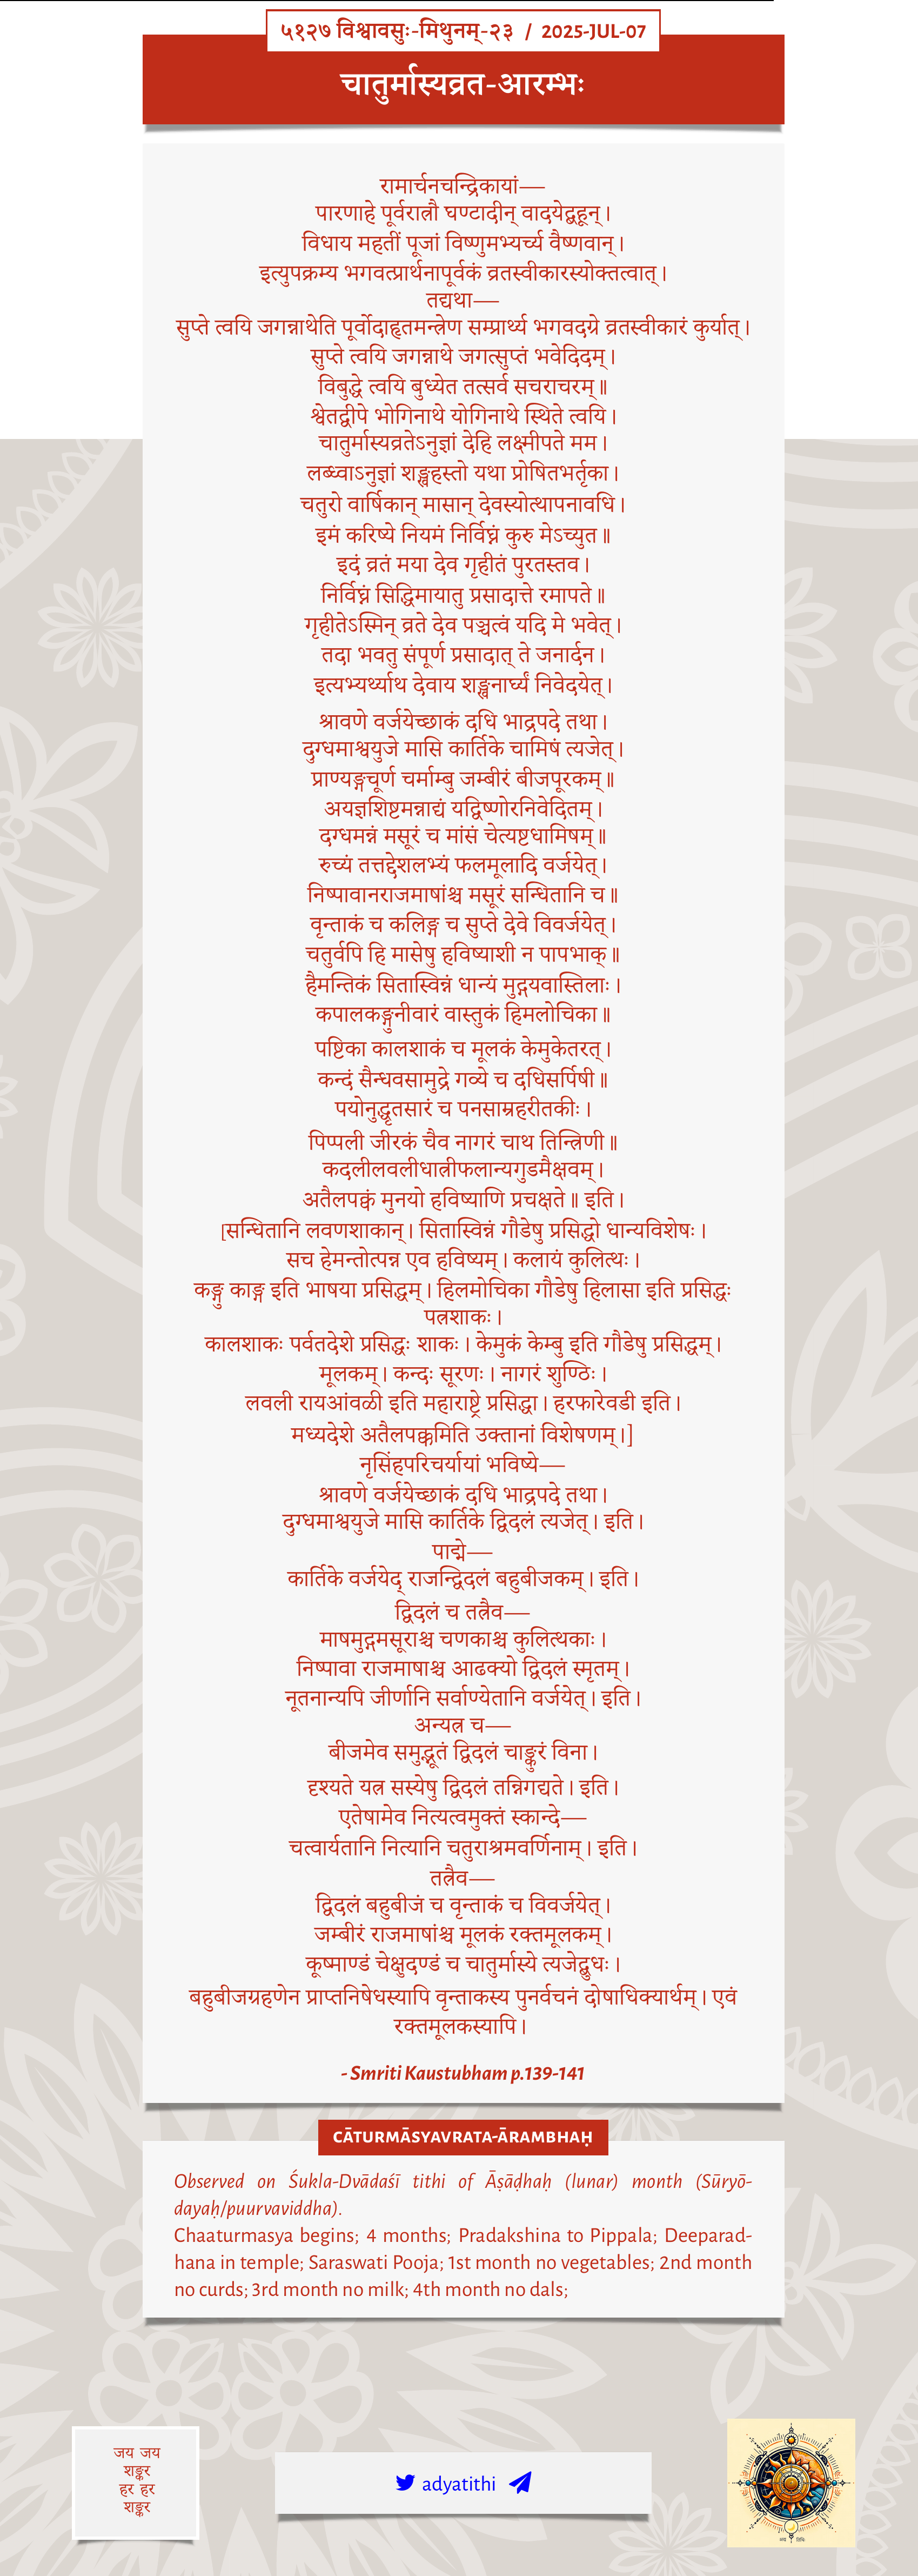 ५१२७ विश्वावसुः-मिथुनम्-२३ / 2025-JUL-07
चातुर्मास्यव्रत-आरम्भः
रामार्चनचन्द्रिकायां—
पारणाहे पूर्वरात्रौ घण्टादीन् वादयेद्बहून्।
विधाय महतीं पूजां विष्णुमभ्यर्च्य वैष्णवान्।
इत्युपक्रम्य भगवत्प्रार्थनापूर्वकं व्रतस्वीकारस्योक्तत्वात्।
तद्यथा—
सुप्ते त्वयि जगन्नाथेति पूर्वोदाहृतमन्त्रेण सम्प्रार्थ्य भगवदग्रे व्रतस्वीकारं कुर्यात्।
सुप्ते त्वयि जगन्नाथे जगत्सुप्तं भवेदिदम्।
विबुद्धे त्वयि बुध्येत तत्सर्वं सचराचरम्॥
श्वेतद्वीपे भोगिनाथे योगिनाथे स्थिते त्वयि।
चातुर्मास्यव्रतेऽनुज्ञां देहि लक्ष्मीपते मम।
लब्ध्वाऽनुज्ञां शङ्खहस्तो यथा प्रोषितभर्तृका।
चतुरो वार्षिकान् मासान् देवस्योत्थापनावधि।
इमं करिष्ये नियमं निर्विघ्नं कुरु मेऽच्युत॥
इदं व्रतं मया देव गृहीतं पुरतस्तव।
निर्विघ्नं सिद्धिमायातु प्रसादात्ते रमापते॥
गृहीतेऽस्मिन् व्रते देव पञ्चत्वं यदि मे भवेत्।
तदा भवतु संपूर्णं प्रसादात् ते जनार्दन।
इत्यभ्यर्थ्याथ देवाय शङ्खेनार्घ्यं निवेदयेत्।
श्रावणे वर्जयेच्छाकं दधि भाद्रपदे तथा।
दुग्धमाश्वयुजे मासि कार्तिके चामिषं त्यजेत्।
प्राण्यङ्गचूर्णं चर्माम्बु जम्बीरं बीजपूरकम्॥
अयज्ञशिष्टमन्नाद्यं यद्विष्णोरनिवेदितम्।
दग्धमन्नं मसूरं च मांसं चेत्यष्टधामिषम्॥
रुच्यं तत्तद्देशलभ्यं फलमूलादि वर्जयेत्।
निष्पावानराजमाषांश्च मसूरं सन्धितानि च॥
वृन्ताकं च कलिङ्गं च सुप्ते देवे विवर्जयेत्।
चतुर्वपि हि मासेषु हविष्याशी न पापभाक्॥
हैमन्तिकं सितास्विन्नं धान्यं मुद्गयवास्तिलाः।
कपालकङ्गुनीवारं वास्तुकं हिमलोचिका॥
पष्टिका कालशाकं च मूलकं केमुकेतरत्।
कन्दं सैन्धवसामुद्रे गव्ये च दधिसर्पिषी॥
पयोनुद्धृतसारं च पनसाम्रहरीतकीः।
पिप्पली जीरकं चैव नागरं चाथ तिन्त्रिणी॥
कदलीलवलीधात्रीफलान्यगुडमैक्षवम्।
अतैलपक्वं मुनयो हविष्याणि प्रचक्षते॥ इति।
[सन्धितानि लवणशाकान्। सितास्विन्नं गौडेषु प्रसिद्धो धान्यविशेषः।
सच हेमन्तोत्पन्न एव हविष्यम्। कलायं कुलित्थः।
कङ्गु काङ्ग इति भाषया प्रसिद्धम्। हिलमोचिका गौडेषु हिलासा इति प्रसिद्धः
पत्रशाकः।
कालशाकः पर्वतदेशे प्रसिद्धः शाकः। केमुकं केम्बु इति गौडेषु प्रसिद्धम्।
मूलकम्। कन्दः सूरणः। नागरं शुण्ठिः।
लवली रायआंवळी इति महाराष्ट्रे प्रसिद्धा। हरफारेवडी इति।
मध्यदेशे अतैलपक्वमिति उक्तानां विशेषणम्।]
नृसिंहपरिचर्यायां भविष्ये—
श्रावणे वर्जयेच्छाकं दधि भाद्रपदे तथा।
दुग्धमाश्वयुजे मासि कार्तिके द्विदलं त्यजेत्। इति।
पाद्मे—
कार्तिके वर्जयेद् राजन्द्विदलं बहुबीजकम्। इति।
द्विदलं च तत्रैव—
माषमुद्गमसूराश्च चणकाश्च कुलित्थकाः।
निष्पावा राजमाषाश्च आढक्यो द्विदलं स्मृतम्।
नूतनान्यपि जीर्णानि सर्वाण्येतानि वर्जयेत्। इति।
अन्यत्र च—
बीजमेव समुद्भूतं द्विदलं चाङ्कुरं विना।
दृश्यते यत्र सस्येषु द्विदलं तन्निगद्यते। इति।
एतेषामेव नित्यत्वमुक्तं स्कान्दे—
चत्वार्यतानि नित्यानि चतुराश्रमवर्णिनाम्। इति।
तत्रैव—
द्विदलं बहुबीजं च वृन्ताकं च विवर्जयेत्।
जम्बीरं राजमाषांश्च मूलकं रक्तमूलकम्।
कूष्माण्डं चेक्षुदण्डं च चातुर्मास्ये त्यजेद्बुधः।
बहुबीजग्रहणेन प्राप्तनिषेधस्यापि वृन्ताकस्य पुनर्वचनं दोषाधिक्यार्थम्। एवं
रक्तमूलकस्यापि।
- Smriti Kaustubham p.139-141
CĀTURMĀSYAVRATA-ĀRAMBHAḤ
Observed on Śukla-Dvādaśī tithi of Āṣāḍhaḥ (lunar) month (Sūryō-
dayaḥ/puurvaviddha).
Chaaturmasya begins; 4 months; Pradakshina to Pippala; Deeparad-
hana in temple; Saraswati Pooja; 1st month no vegetables; 2nd month
no curds; 3rd month no milk; 4th month no dals;
जय जय
शङ्कर
हर हर
शङ्कर
adyatithi